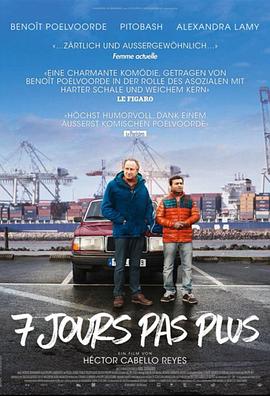 BENOÎT POELVOORDE PITOBASH ALEXANDRA LAMY
«...ZÄRTLICH UND AUSSERGEWÖHNLICH...»
Femme actuelle
«EINE CHARMANTE KOMÖDIE, GETRAGEN VON
BENOÎT POELVOORDE IN DER ROLLE DES ASOZIALEN MIT
HARTER SCHALE UND WEICHEM KERN»
LE FIGARO
«HÖCHST HUMORVOLL, DANK EINEM
ÄUSSERST KOMISCHEN POELVOORDE»
7 JOURS PAS PLUS
EIN FILM VON
HÉCTOR CABELLO REYES